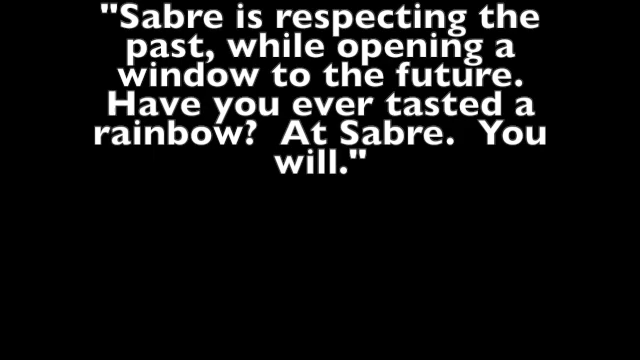 "Sabre is respecting the
past, while opening a
window to the future.
Have you ever tasted a
rainbow?  At Sabre.  You
will."